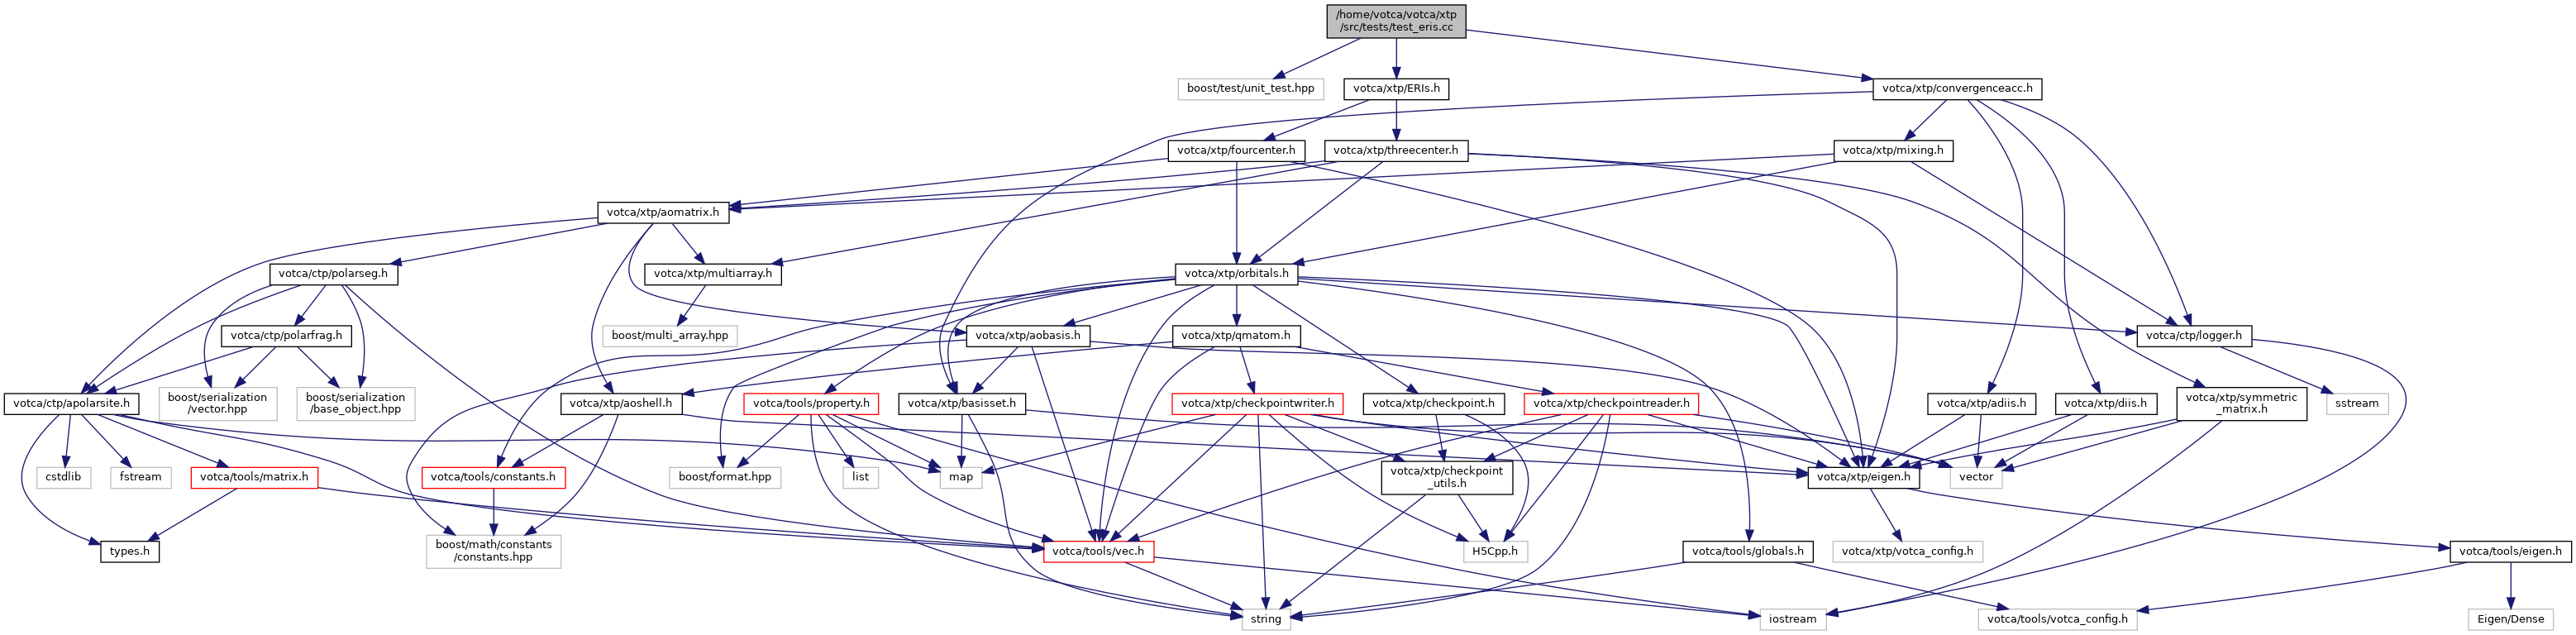 /home/votca/votca/xtp
/src/tests/test_eris.cc
boost/test/unit_test.hpp
votca/xtp/ERIs.h
votca/xtp/convergenceacc.h
votca/xtp/fourcenter.h
votca/xtp/threecenter.h
votca/xtp/mixing.h
votca/xtp/aomatrix.h
votca/ctp/polarseg.h
votca/xtp/multiarray.h
votca/xtp/orbitals.h
votca/ctp/polarfrag.h
boost/multi_array.hpp
votca/xtp/aobasis.h
votca/xtp/qmatom.h
votca/ctp/logger.h
votca/ctp/apolarsite.h
boost/serialization
/vector.hpp
boost/serialization
/base_object.hpp
votca/xtp/aoshell.h
votca/tools/property.h
votca/xtp/basisset.h
votca/xtp/checkpointwriter.h
votca/xtp/checkpoint.h
votca/xtp/checkpointreader.h
votca/xtp/adiis.h
votca/xtp/diis.h
votca/xtp/symmetric
_matrix.h
sstream
cstdlib
fstream
votca/tools/matrix.h
votca/tools/constants.h
boost/format.hpp
list
map
votca/xtp/checkpoint
_utils.h
votca/xtp/eigen.h
vector
types.h
boost/math/constants
/constants.hpp
votca/tools/vec.h
H5Cpp.h
votca/tools/globals.h
votca/xtp/votca_config.h
votca/tools/eigen.h
string
iostream
votca/tools/votca_config.h
Eigen/Dense